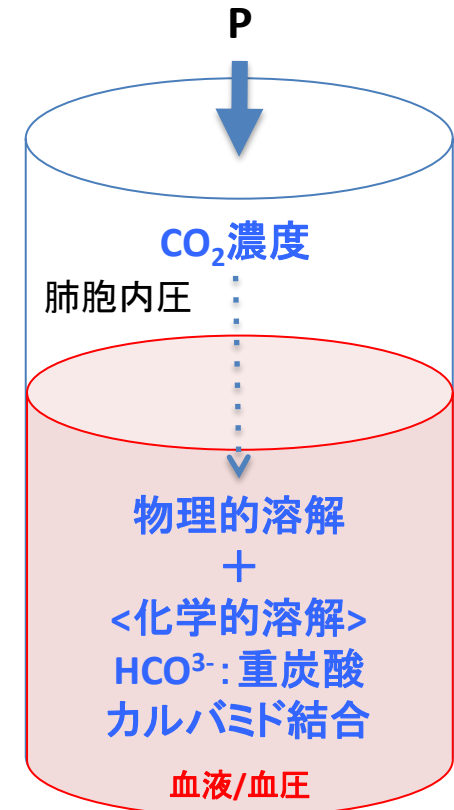 P
CO₂濃度
肺胞内圧
物理的溶解
＋
<化学的溶解>
HCO³⁻：重炭酸
カルバミド結合
血液/血圧